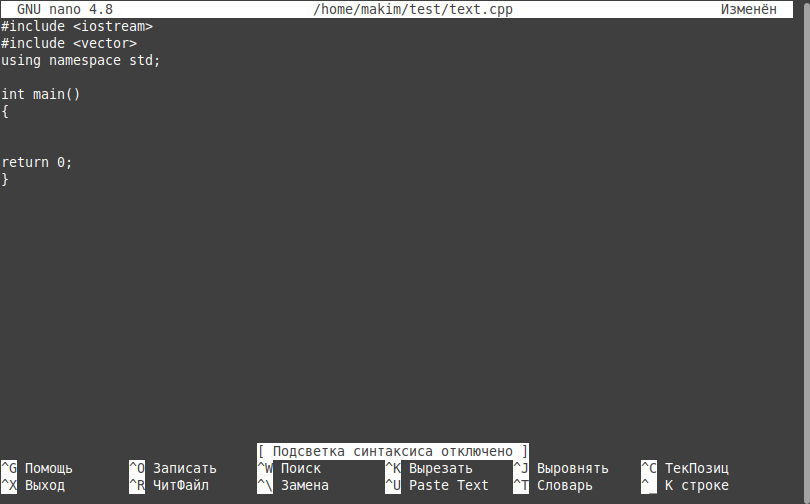 GNU nano 4.8 /home/makim/test/text.cpp Изменён
#include <iostream>
#include <vector>
using namespace std;
int main()
{
return 0;
}
[ Подсветка синтаксиса отключено ]
^G Помощь ^O Записать ^W Поиск ^K Вырезать ^J Выровнять ^C ТекПозиц
^X Выход ^R ЧитФайл ^\ Замена ^U Paste Text ^T Словарь ^_ К строке